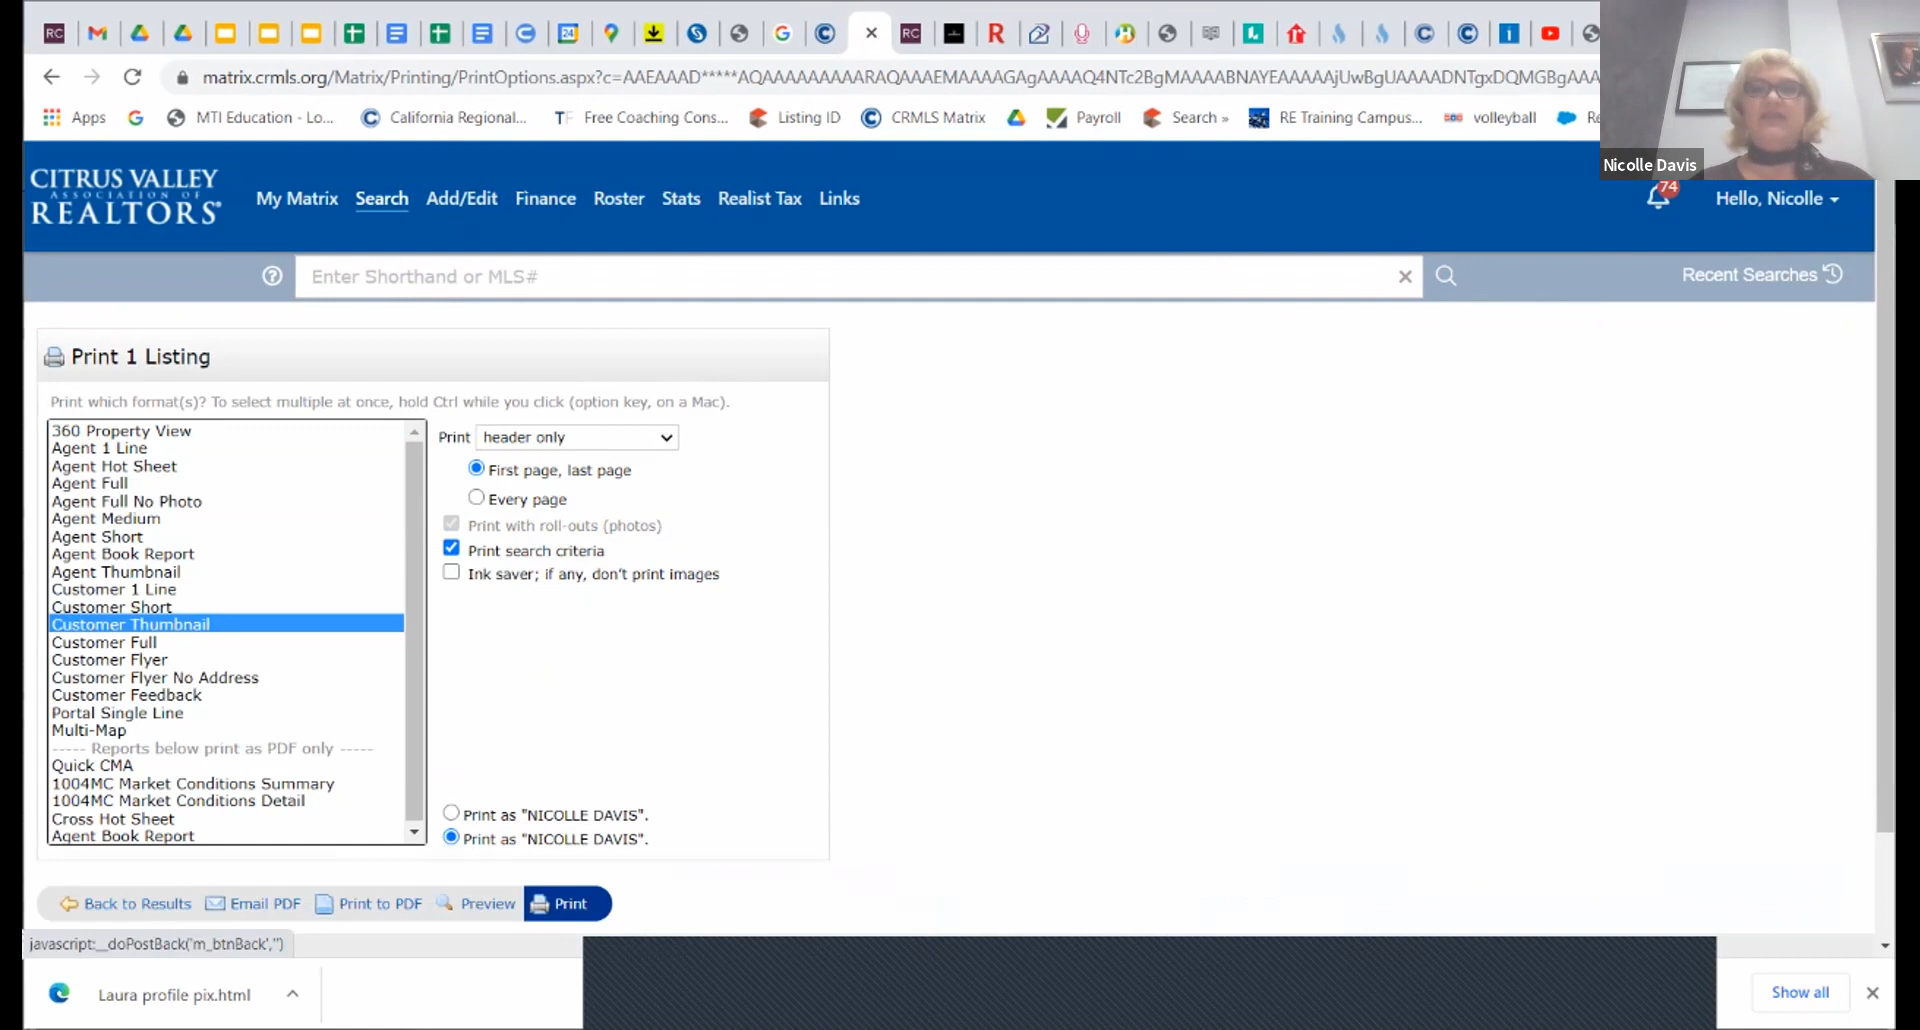 RC
RC
R
matrix.crmls.org/Matrix/Printing/PrintOptions.aspx?c=AAEAAAD*****AQAAAAAAAAARAQAAAEMAAAAGAgAAAAQ4NTc2BgMAAAABNAYEAAAAAjUwBgUAAAADNTgxDQMGBgAAA
Apps
MTI Education - Lo...
California Regional...
TF Free Coaching Cons...
Listing ID
CRMLS Matrix
Payroll
Search »
RE Training Campus...
volleyball
Re
Nicolle Davis
CITRUS VALLEY
ASSOCIATION OF
REALTORS®
My Matrix Search Add/Edit Finance Roster Stats Realist Tax Links
74
Hello, Nicolle
Enter Shorthand or MLS#
Recent Searches
Print 1 Listing
Print which format(s)? To select multiple at once, hold Ctrl while you click (option key, on a Mac).
360 Property View
Agent 1 Line
Agent Hot Sheet
Agent Full
Agent Full No Photo
Agent Medium
Agent Short
Agent Book Report
Agent Thumbnail
Customer 1 Line
Customer Short
Customer Thumbnail
Customer Full
Customer Flyer
Customer Flyer No Address
Customer Feedback
Portal Single Line
Multi-Map
----- Reports below print as PDF only -----
Quick CMA
1004MC Market Conditions Summary
1004MC Market Conditions Detail
Cross Hot Sheet
Agent Book Report
Print header only
First page, last page
Every page
Print with roll-outs (photos)
Print search criteria
Ink saver; if any, don't print images
Print as "NICOLLE DAVIS".
Print as "NICOLLE DAVIS".
Back to Results Email PDF Print to PDF Preview Print
javascript:__doPostBack('m_btnBack','')
Laura profile pix.html
Show all